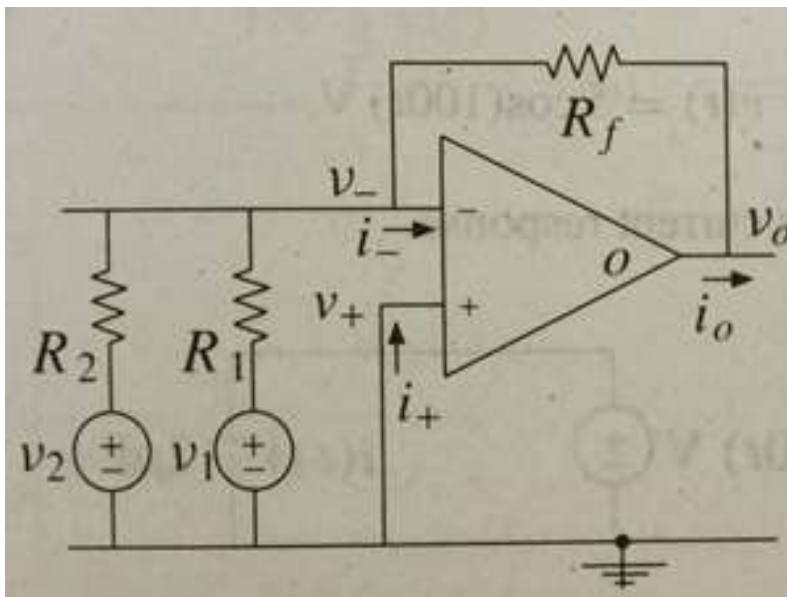 R_f
v_−
− 
i_−
o
v_o
v_+
+
i_o
R_2
R_1
i_+
v_2
+
−
v_1
+
−